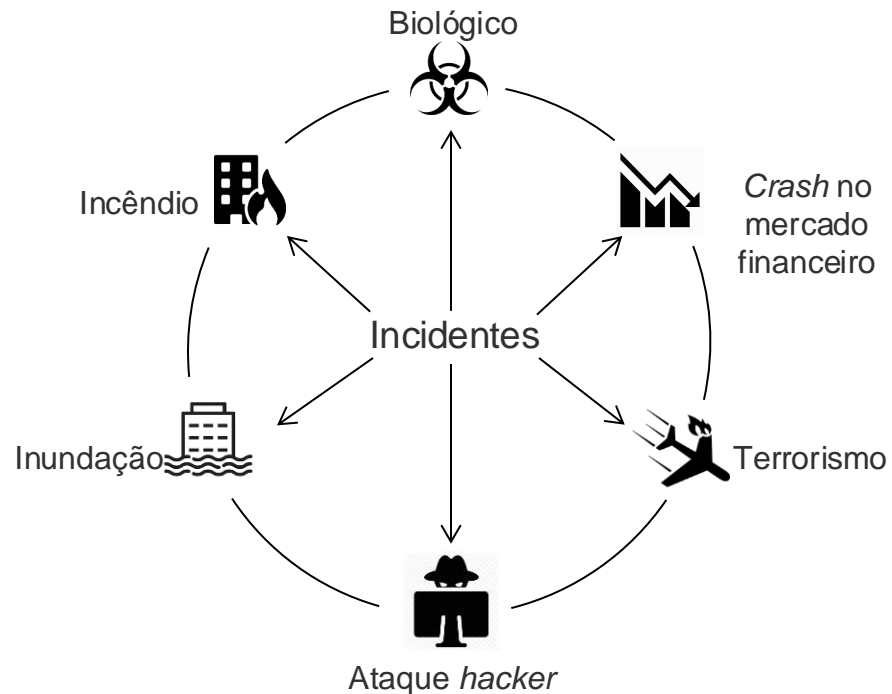 Biológico
Incêndio
Crash no
mercado
financeiro
Incidentes
Inundação
Terrorismo
Ataque hacker